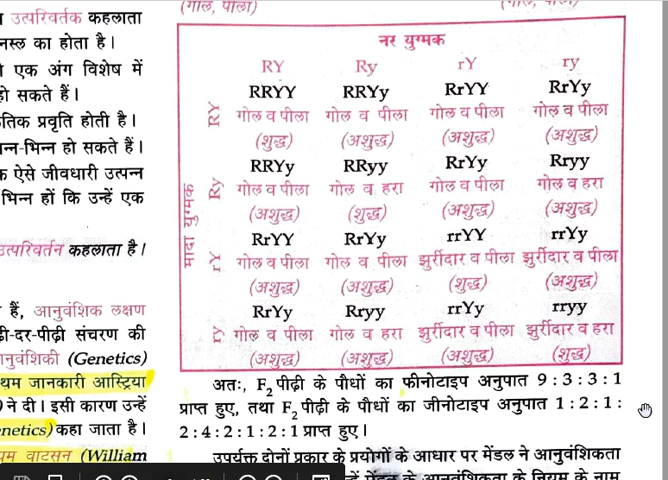 उत्परिवर्तक कहलाता
नस्ल का होता है।
एक अंग विशेष में
हो सकते हैं।
तिक प्रवृति होती है।
न्न-भिन्न हो सकते हैं।
ऐसे जीवधारी उत्पन्न
भिन्न हों कि उन्हें एक
उत्परिवर्तन कहलाता है।
हैं, आनुवंशिक लक्षण
ढ़ी-दर-पीढ़ी संचरण की
नुवंशिकी (Genetics)
थम जानकारी आस्ट्रिया
ने दी। इसी कारण उन्हें
netics) कहा जाता है।
वाटसन (William
(गोल, पीला)
नर युग्मक
RY Ry rY ry
मादा युग्मक
RY RRYY RRYy RrYY RrYy
गोल व पीला गोल व पीला गोल व पीला गोल व पीला
(शुद्ध) (अशुद्ध) (अशुद्ध) (अशुद्ध)
Ry RRYy RRyy RrYy Rryy
गोल व पीला गोल व हरा गोल व पीला गोल व हरा
(अशुद्ध) (शुद्ध) (अशुद्ध) (अशुद्ध)
rY RrYY RrYy rrYY rrYy
गोल व पीला गोल व पीला झुर्रीदार व पीला झुर्रीदार व पीला
(अशुद्ध) (अशुद्ध) (शुद्ध) (अशुद्ध)
ry RrYy Rryy rrYy rryy
गोल व पीला गोल व हरा झुर्रीदार व पीला झुर्रीदार व हरा
(अशुद्ध) (अशुद्ध) (अशुद्ध) (शुद्ध)
अतः, F2 पीढ़ी के पौधों का फीनोटाइप अनुपात 9 : 3 : 3 : 1
प्राप्त हुए, तथा F2 पीढ़ी के पौधों का जीनोटाइप अनुपात 1 : 2 : 1 :
2 : 4 : 2 : 1 : 2 : 1 प्राप्त हुए।
उपर्यक्त दोनों प्रकार के प्रयोगों के आधार पर मेंडल ने आनुवंशिकता